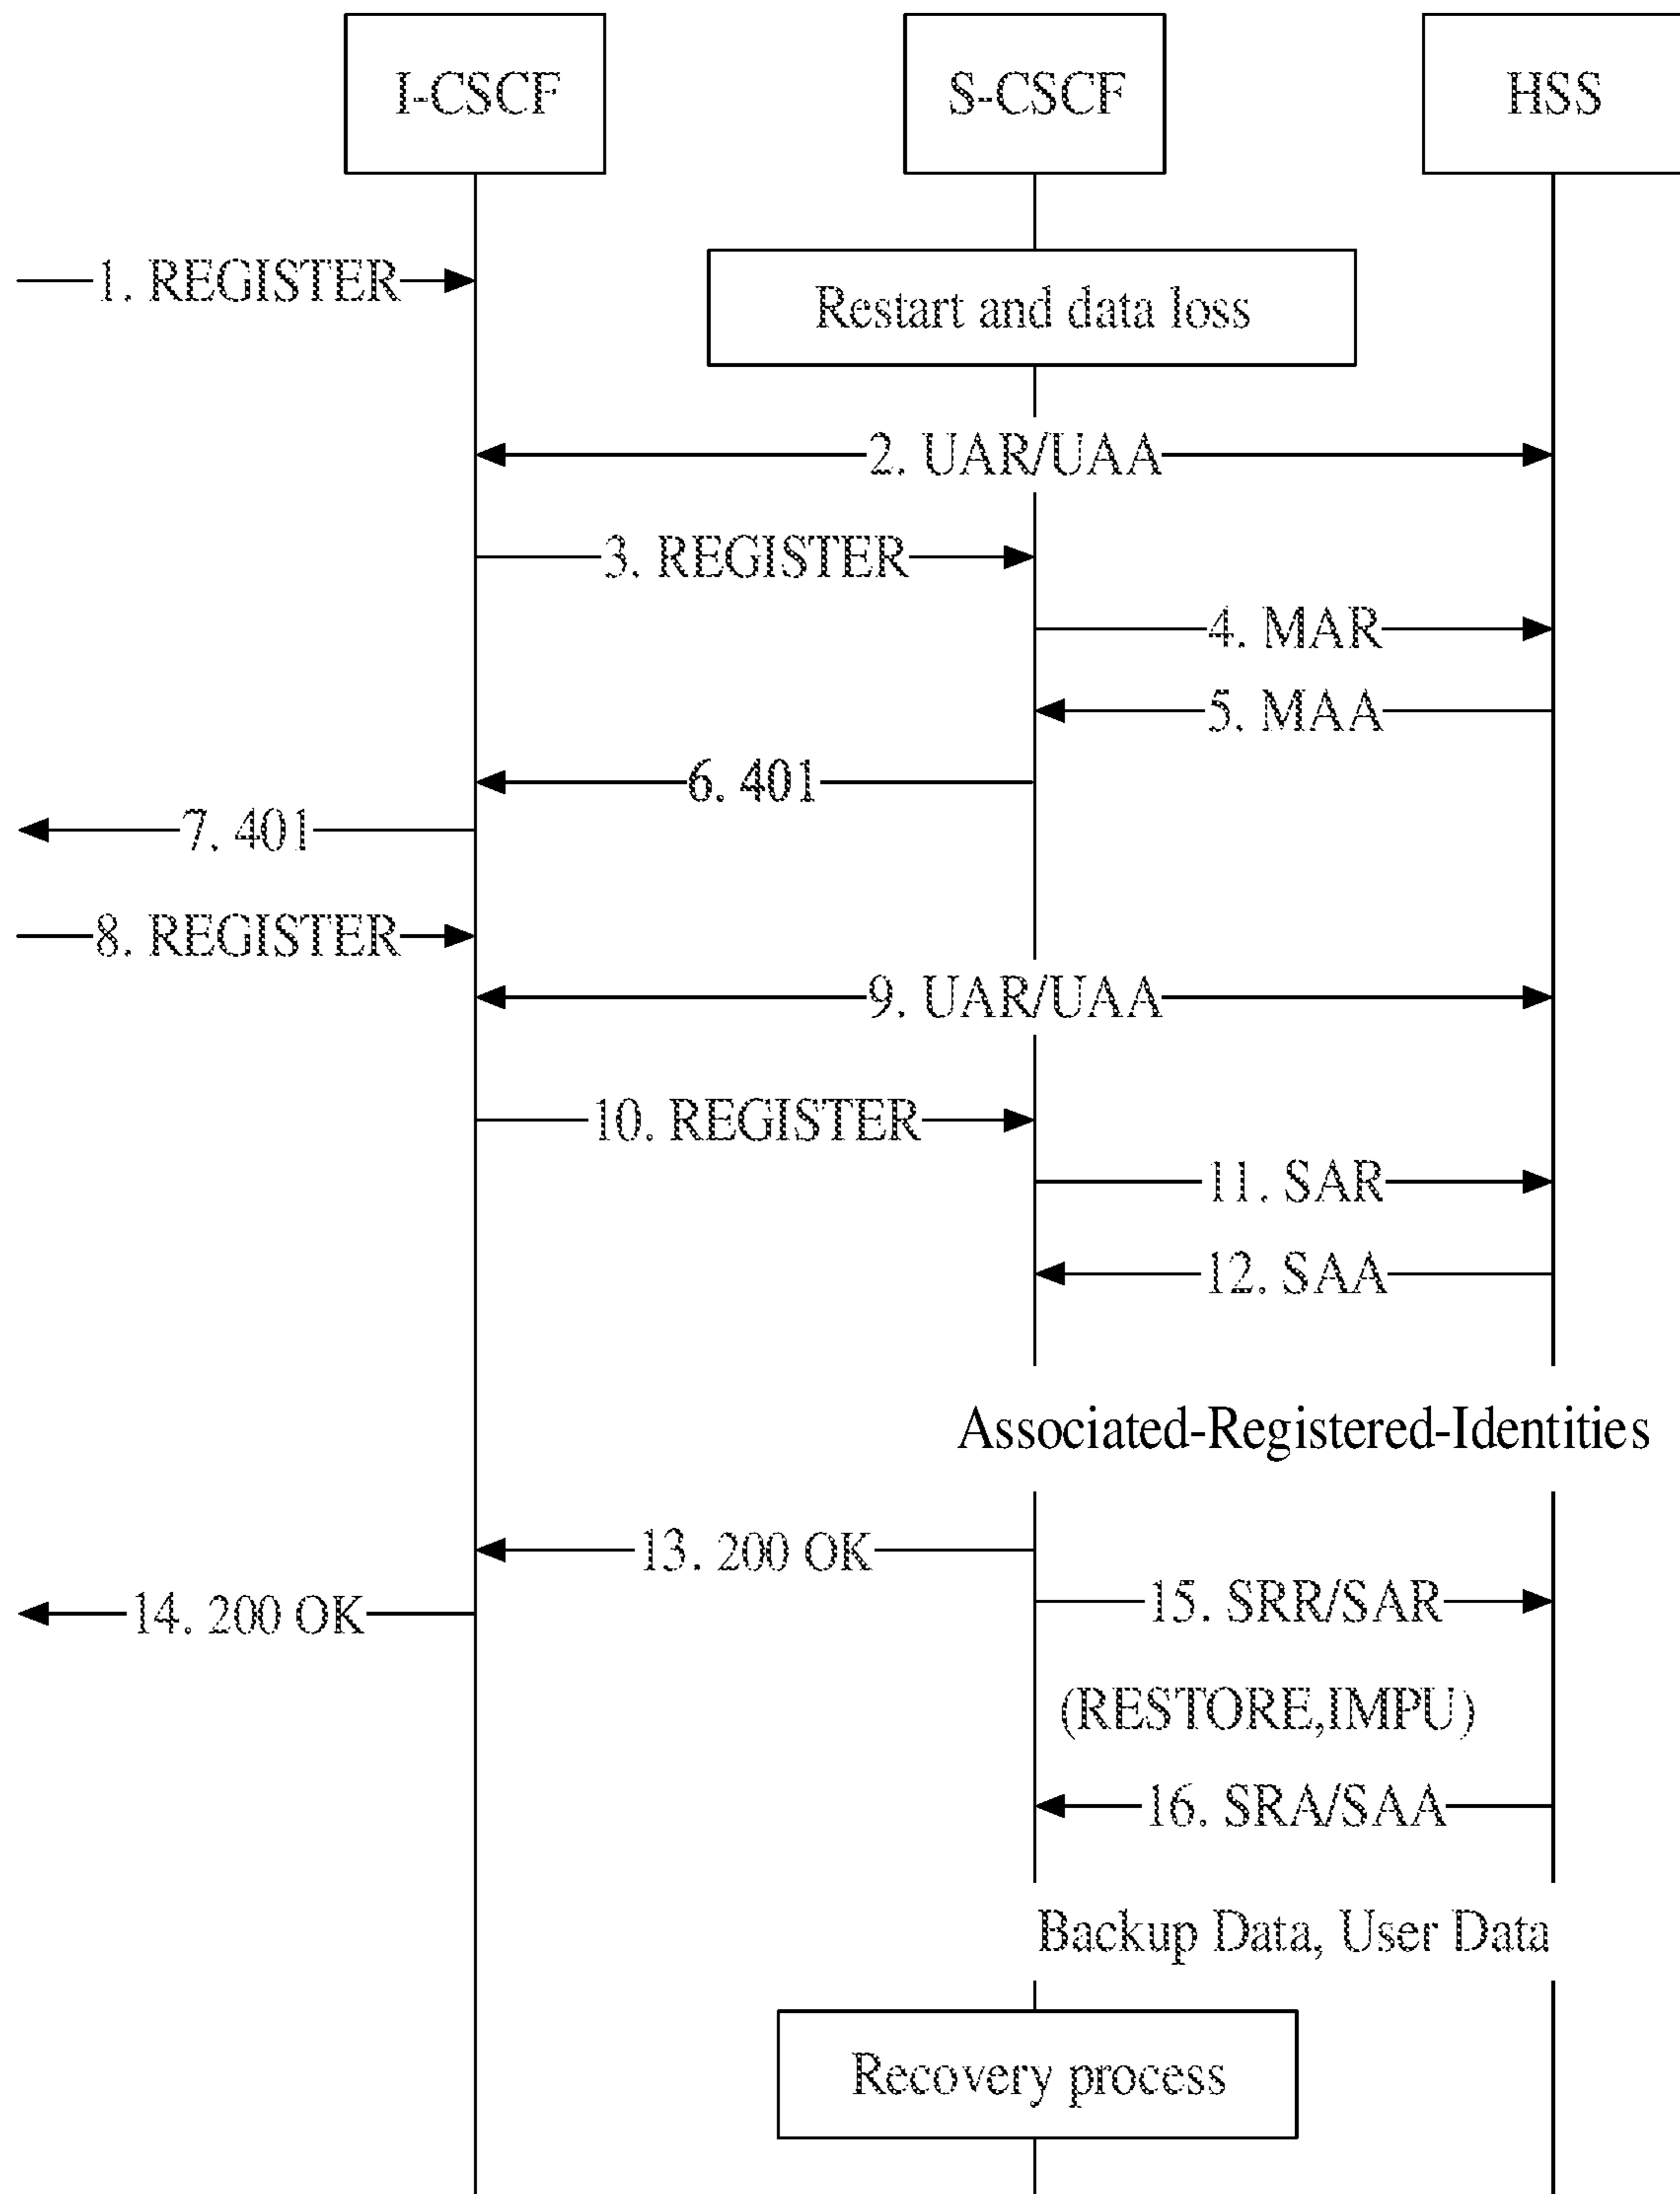 I-CSCF
S-CSCF
HSS
1. REGISTER
Restart and data loss
2. UAR/UAA
3. REGISTER
4. MAR
5. MAA
6. 401
7. 401
8. REGISTER
9. UAR/UAA
10. REGISTER
11. SAR
12. SAA
Associated-Registered-Identities
13. 200 OK
15. SRR/SAR
14. 200 OK
(RESTORE,IMPU)
16. SRA/SAA
Backup Data, User Data
Recovery process